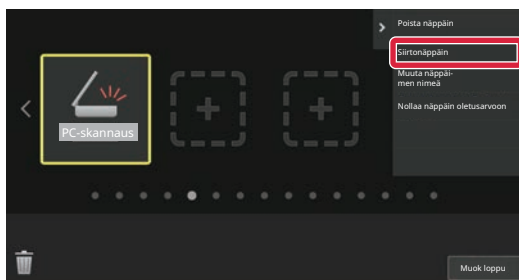 Poista näppäin
Siirtonäppäin
Muuta näppäi-
men nimeä
Nollaa näppäin oletusarvoon
PC-skannaus
Muok loppu